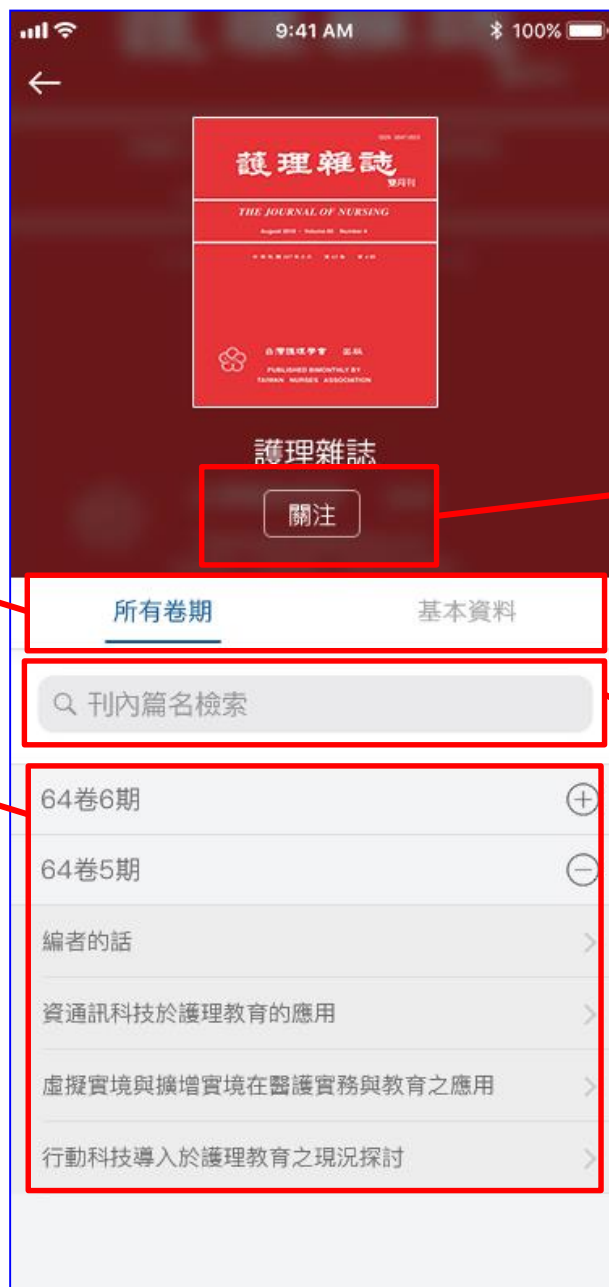 9:41 AM
100%
護理雜誌
雙月刊
THE JOURNAL OF NURSING
台灣護理學會 出版
PUBLISHED BIMONTHLY BY
TAIWAN NURSES ASSOCIATION
護理雜誌
關注
所有卷期
基本資料
刊內篇名檢索
64卷6期
64卷5期
編者的話
資通訊科技於護理教育的應用
虛擬實境與擴增實境在醫護實務與教育之應用
行動科技導入於護理教育之現況探討